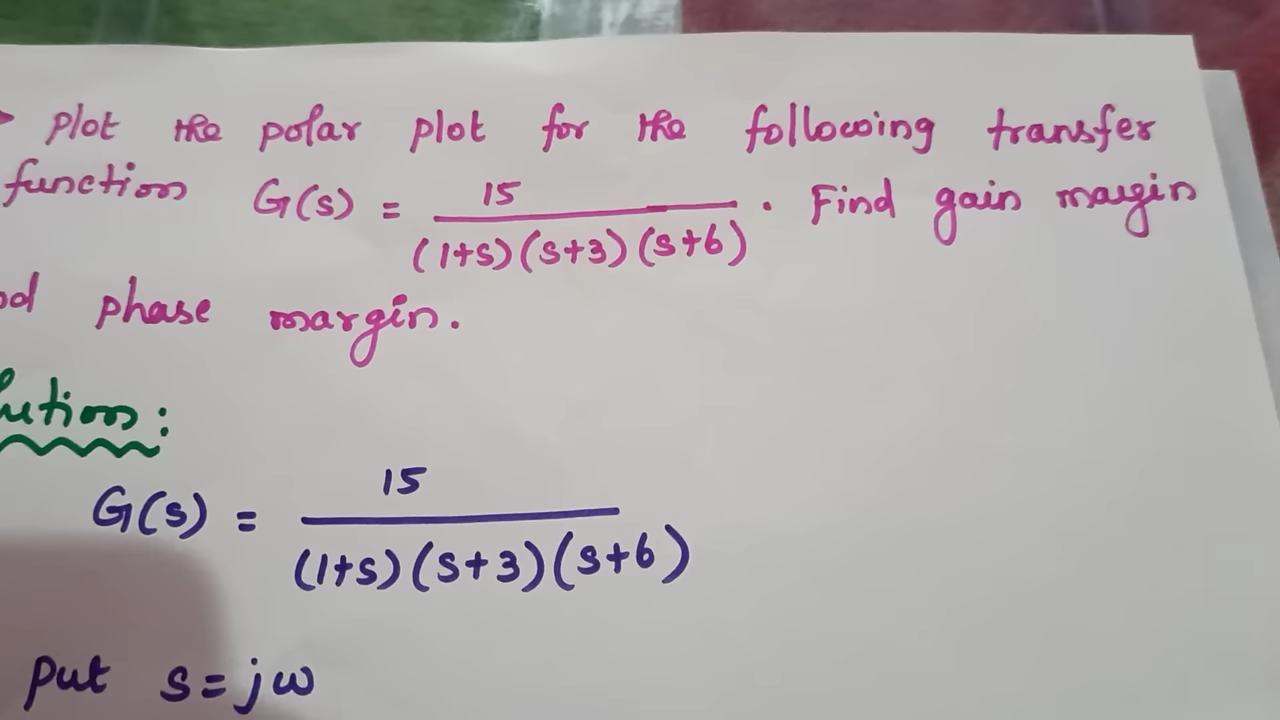 Plot the polar plot for the following transfer
function G(s) = 15 / (1+s)(s+3)(s+6) . Find gain margin
phase margin.
G(s) = 15 / (1+s)(s+3)(s+6)
Put s=jω